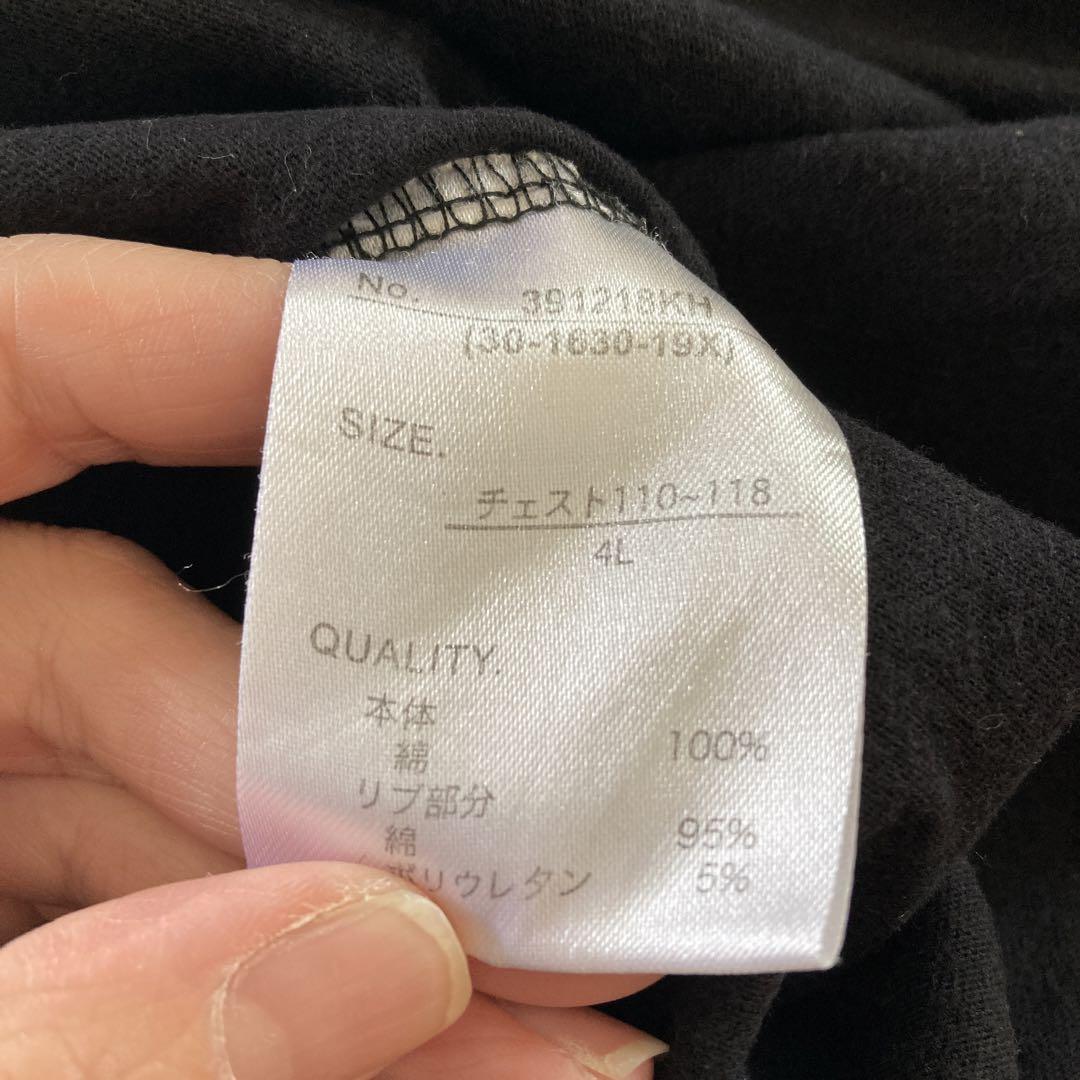 No. 391218KH
(30-1630-19X)
SIZE.
チェスト110~118
4L
QUALITY.
本体
綿 100%
リブ部分
綿 95%
ポリウレタン 5%